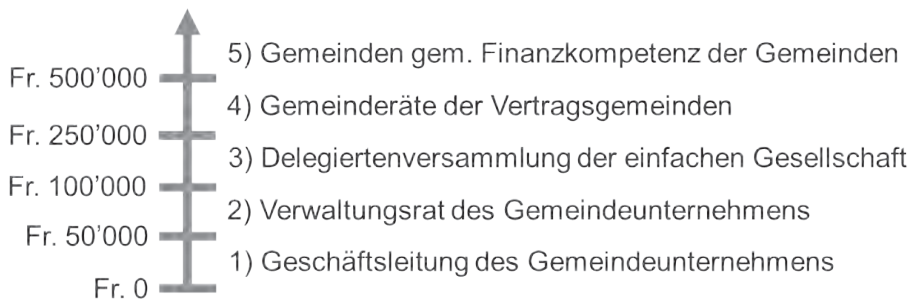 5) Gemeinden gem. Finanzkompetenz der Gemeinden
Fr. 500’000
4) Gemeinderäte der Vertragsgemeinden
Fr. 250’000
3) Delegiertenversammlung der einfachen Gesellschaft
Fr. 100’000
2) Verwaltungsrat des Gemeindeunternehmens
Fr. 50’000
1) Geschäftsleitung des Gemeindeunternehmens
Fr. 0